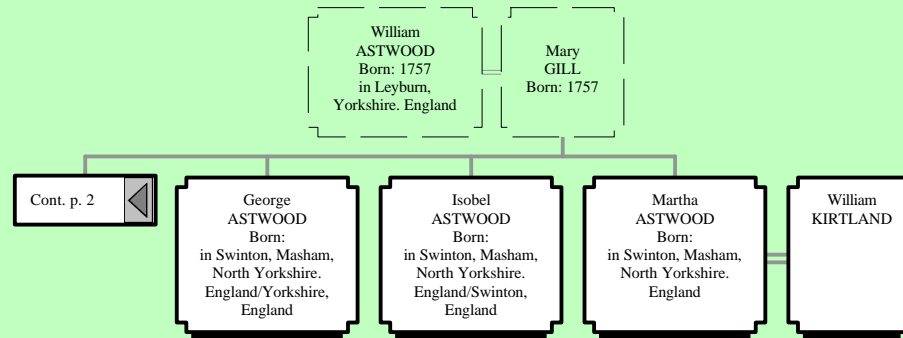 William
ASTWOOD
Born: 1757
in Leyburn,
Yorkshire. England
Mary
GILL
Born: 1757
Cont. p. 2
George
ASTWOOD
Born:
in Swinton, Masham,
North Yorkshire.
England/Yorkshire,
England
Isobel
ASTWOOD
Born:
in Swinton, Masham,
North Yorkshire.
England/Swinton,
England
Martha
ASTWOOD
Born:
in Swinton, Masham,
North Yorkshire.
England
William
KIRTLAND